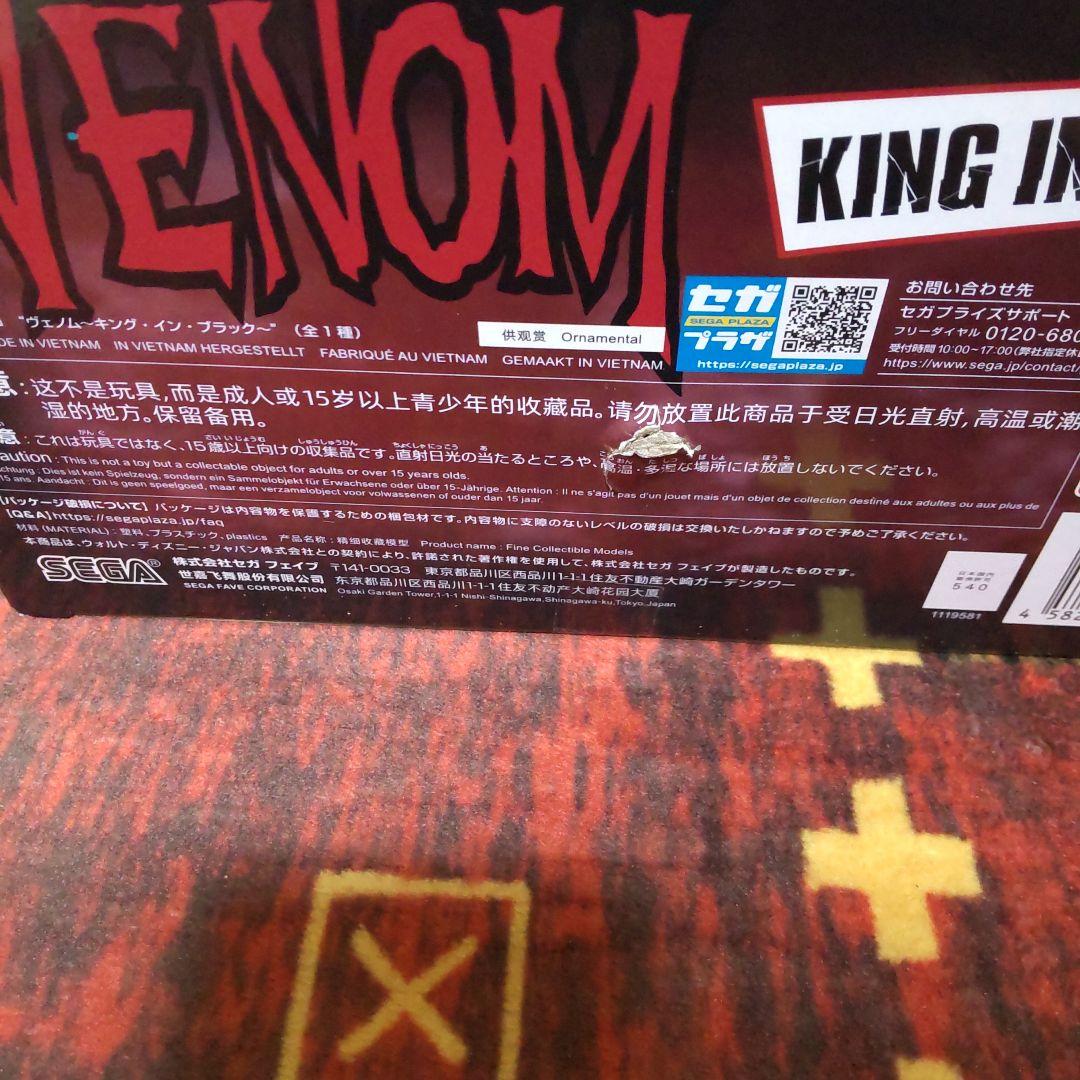 VENOM
KING IN
"ヴェノム〜キング・イン・ブラック〜" (全1種)
供观赏 Ornamental
セガ
SEGA PLAZA
プラザ
https://segaplaza.jp/
お問い合わせ先
セガプライズサポート
フリーダイヤル 0120-680
受付時間 10:00~17:00(弊社指定休
https://www.sega.jp/contact/
DE IN VIETNAM IN VIETNAM HERGESTELLT FABRIQUÉ AU VIETNAM GEMAAKT IN VIETNAM
意:这不是玩具,而是成人或15岁以上青少年的收藏品。请勿放置此商品于受日光直射,高温或潮
湿的地方。保留备用。
意:これは玩具ではなく、15歳以上向けの収集品です。直射日光の当たるところや、高温・多湿な場所には放置しないでください。
aution : This is not a toy but a collectable object for adults or over 15 years olds.
chtung : Dies ist kein Spielzeug, sondern ein Sammelobjekt für Erwachsene oder über 15-Jährige. Attention : Il ne s'agit pas d'un jouet mais d'un objet de collection destiné aux adultes ou aux plus de
15 ans. Aandacht : Dit is geen speelgoed, maar een verzamelobject voor volwassenen of ouder dan 15 jaar.
[パッケージ破損について] パッケージは内容物を保護するための梱包材です。内容物に支障のないレベルの破損は交換いたしかねますので予めご了承ください。
[Q&A]https://segaplaza.jp/faq
材料(MATERIAL):塑料、プラスチック、plastics 产品名称:精细收藏模型 Product name : Fine Collectible Models
本商品は、ウォルト・ディズニー・ジャパン株式会社との契約により、許諾された著作権を使用して、株式会社セガ フェイブが製造したものです。
SEGA®
株式会社セガ フェイブ 〒141-0033 東京都品川区西品川1-1-1住友不動産大崎ガーデンタワー
世嘉飞舞股份有限公司 东京都品川区西品川1-1-1住友不动产大崎花园大厦
SEGA FAVE CORPORATION Osaki Garden Tower,1-1-1 Nishi-Shinagawa,Shinagawa-ku,Tokyo,Japan
540
1119581
4 582